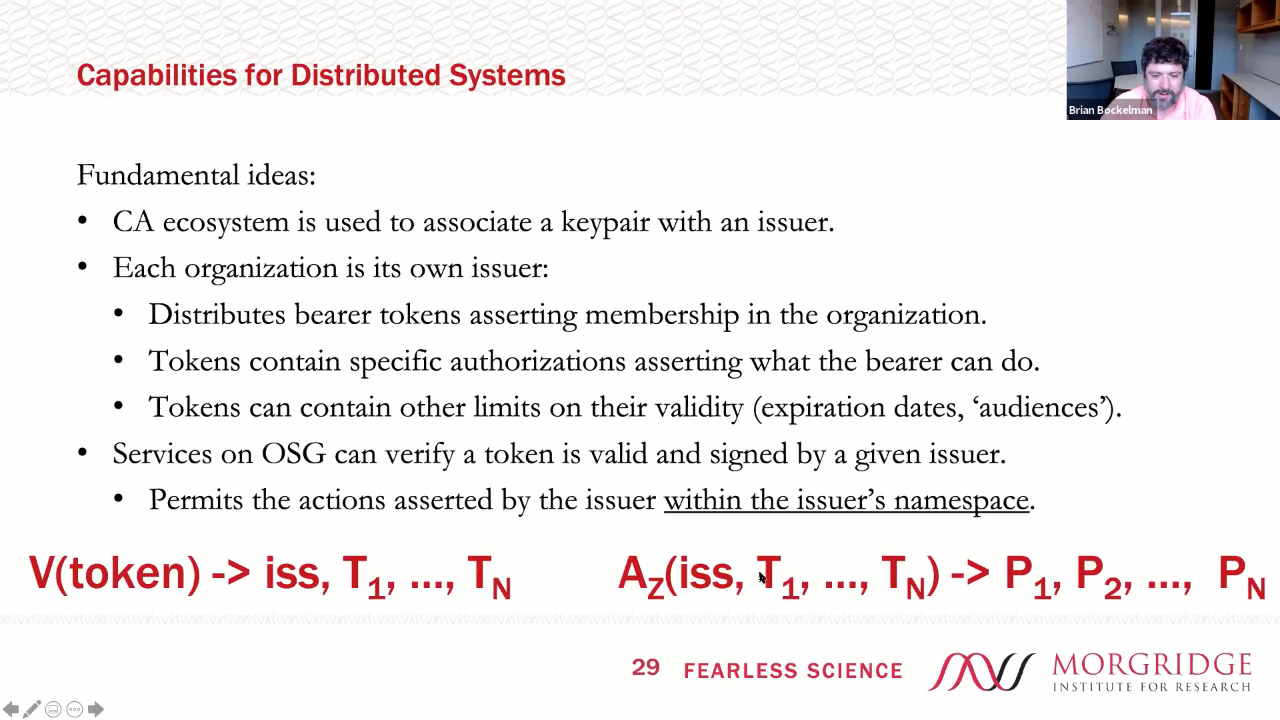 Capabilities for Distributed Systems
Brian Bockelman
Fundamental ideas:
• CA ecosystem is used to associate a keypair with an issuer.
• Each organization is its own issuer:
• Distributes bearer tokens asserting membership in the organization.
• Tokens contain specific authorizations asserting what the bearer can do.
• Tokens can contain other limits on their validity (expiration dates, ‘audiences’).
• Services on OSG can verify a token is valid and signed by a given issuer.
• Permits the actions asserted by the issuer within the issuer’s namespace.
V(token) -> iss, T1, ..., TN
AZ(iss, T1, ..., TN) -> P1, P2, ..., PN
29 FEARLESS SCIENCE
MORGRIDGE
INSTITUTE FOR RESEARCH